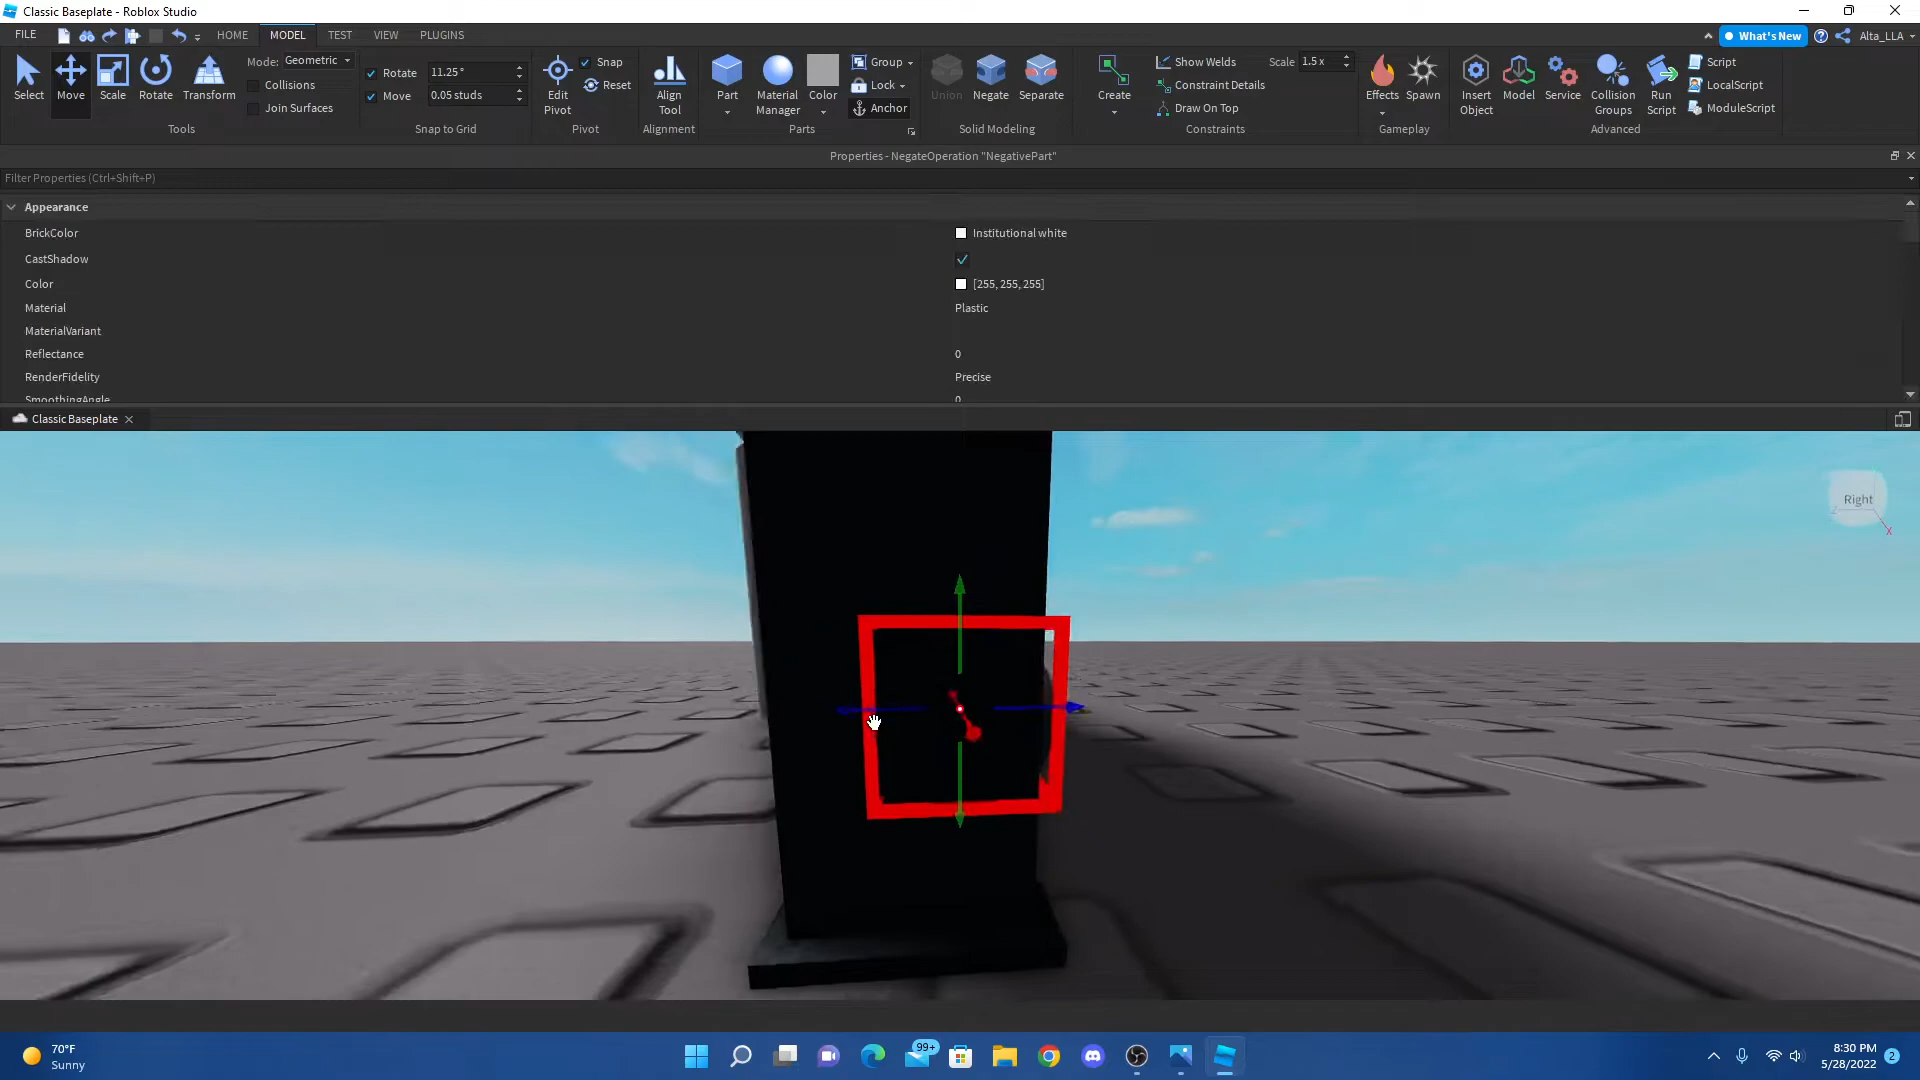 Classic Baseplate - Roblox Studio
FILE HOME MODEL TEST VIEW PLUGINS What's New Alta_LLA
Select Move Scale Rotate Transform
Mode: Geometric
Collisions
Join Surfaces
Tools
Rotate 11.25 °
Move 0.05 studs
Snap to Grid
Edit Pivot
Snap
Reset
Pivot
Align Tool
Alignment
Part Material Manager Color
Group
Lock
Anchor
Parts
Union Negate Separate
Solid Modeling
Create
Show Welds Scale 1.5 x
Constraint Details
Draw On Top
Constraints
Effects Spawn
Gameplay
Insert Object Model Service Collision Groups Run Script
Script
LocalScript
ModuleScript
Advanced
Properties - NegateOperation "NegativePart"
Filter Properties (Ctrl+Shift+P)
Appearance
BrickColor Institutional white
CastShadow
Color [255, 255, 255]
Material Plastic
MaterialVariant
Reflectance 0
RenderFidelity Precise
SmoothingAngle 0
Classic Baseplate
Right
X
70°F
Sunny
99+
8:30 PM
5/28/2022
2